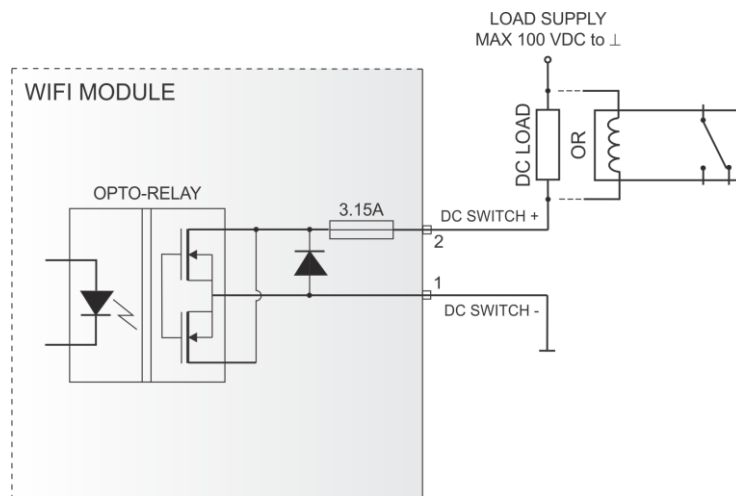 LOAD SUPPLY
MAX 100 VDC to ⊥
WIFI MODULE
DC LOAD
OR
OPTO-RELAY
3.15A
DC SWITCH +
2
1
DC SWITCH -